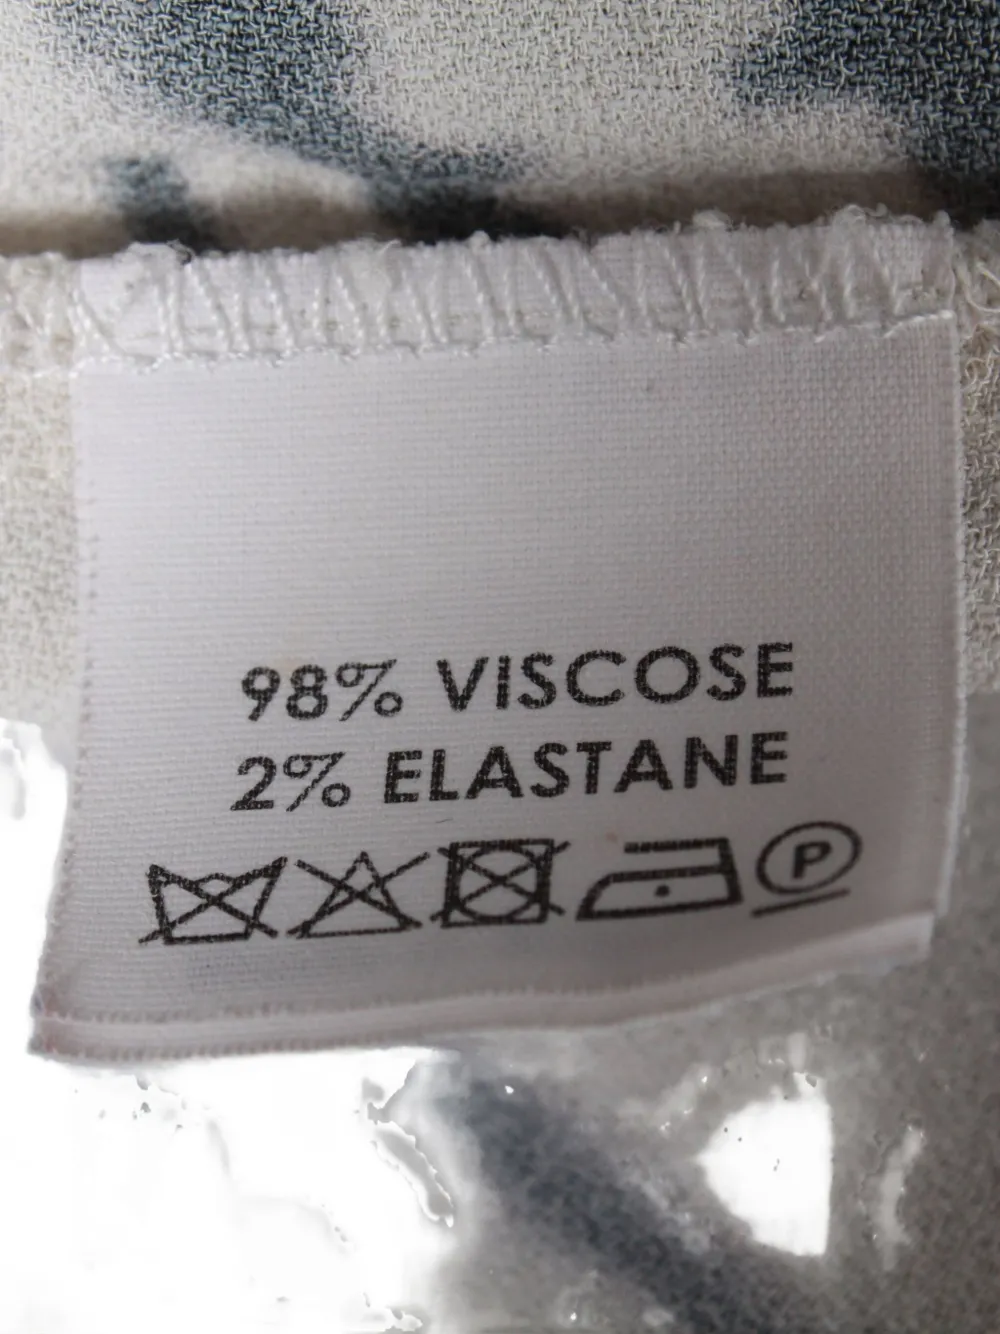 98% VISCOSE
2% ELASTANE
P